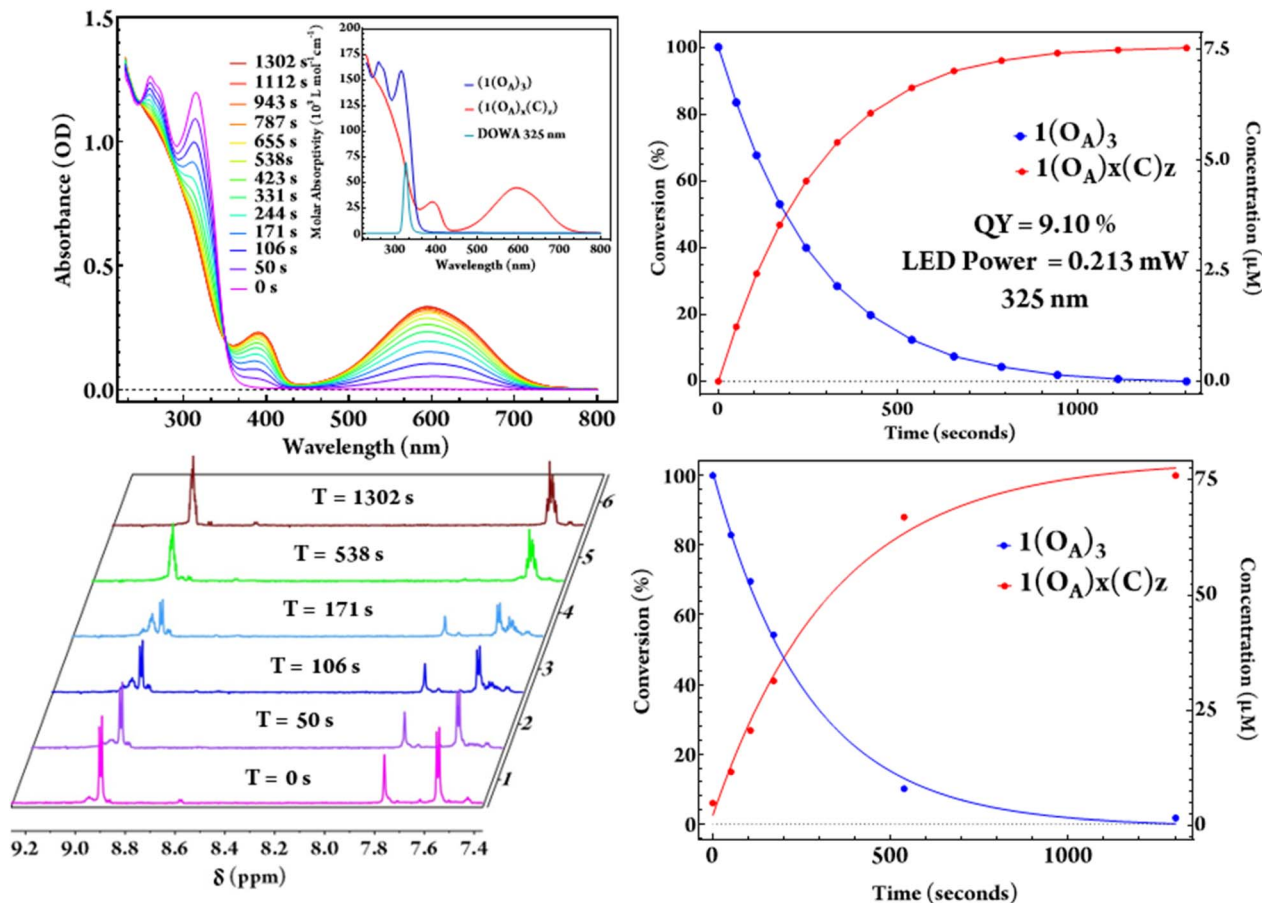 1.5
1.0
0.5
0.0
Absorbance (OD)
1302 s
1112 s
943 s
787 s
655 s
538s
423 s
331 s
244 s
171 s
106 s
50 s
0 s
200
175
150
125
100
75
50
25
0
Molar Absorptivity (10³ L mol⁻¹cm⁻¹)
(1(OA)3)
(1(OA)x(C)z)
DOWA 325 nm
300 400 500 600 700 800
Wavelength (nm)
300 400 500 600 700 800
Wavelength (nm)
100
80
60
40
20
0
Conversion (%)
1(OA)3
1(OA)x(C)z
QY = 9.10 %
LED Power = 0.213 mW
325 nm
7.5
5.0
2.5
0.0
Concentration (μM)
0 500 1000
Time (seconds)
T = 1302 s
6
T = 538 s
5
T = 171 s
4
T = 106 s
3
T = 50 s
2
T = 0 s
1
9.2 9.0 8.8 8.6 8.4 8.2 8.0 7.8 7.6 7.4
δ (ppm)
100
80
60
40
20
0
Conversion (%)
1(OA)3
1(OA)x(C)z
75
50
25
0
Concentration (μM)
0 500 1000
Time (seconds)